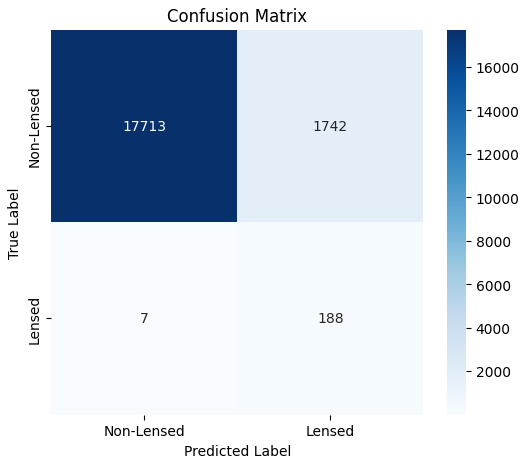 Confusion Matrix
True Label
Non-Lensed
Lensed
17713
1742
7
188
Non-Lensed
Lensed
Predicted Label
16000
14000
12000
10000
8000
6000
4000
2000